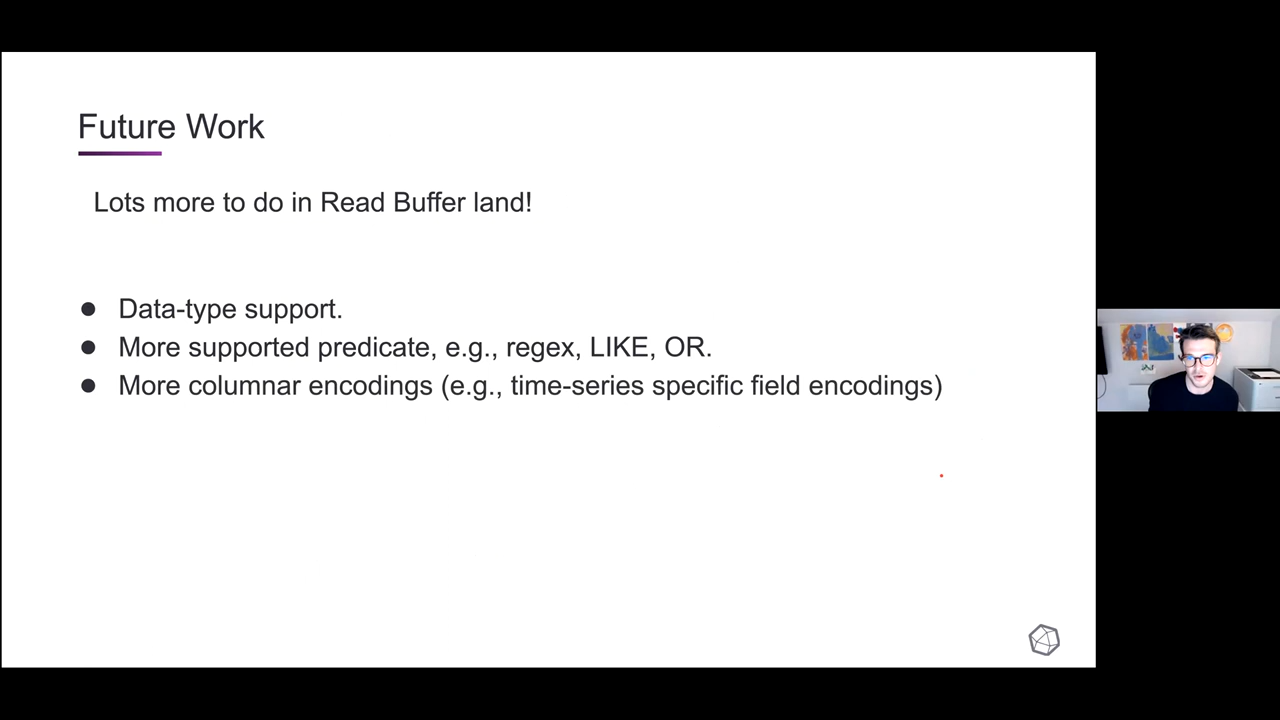 Future Work
Lots more to do in Read Buffer land!
● Data-type support.
● More supported predicate, e.g., regex, LIKE, OR.
● More columnar encodings (e.g., time-series specific field encodings)